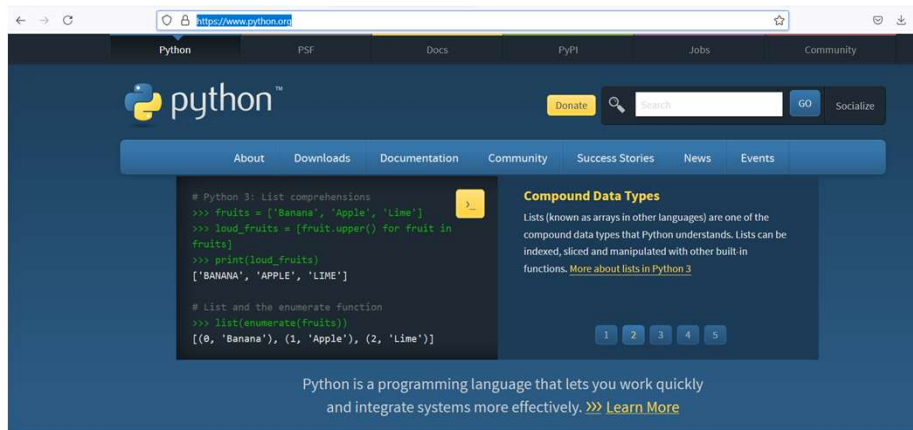 https://www.python.org
Python PSF Docs PyPI Jobs Community
python™
Donate Search GO Socialize
About Downloads Documentation Community Success Stories News Events
# Python 3: List comprehensions
>>> fruits = ['Banana', 'Apple', 'Lime']
>>> loud_fruits = [fruit.upper() for fruit in
fruits]
>>> print(loud_fruits)
['BANANA', 'APPLE', 'LIME']
# List and the enumerate function
>>> list(enumerate(fruits))
[(0, 'Banana'), (1, 'Apple'), (2, 'Lime')]
>_
Compound Data Types
Lists (known as arrays in other languages) are one of the
compound data types that Python understands. Lists can be
indexed, sliced and manipulated with other built-in
functions. More about lists in Python 3
1 2 3 4 5
Python is a programming language that lets you work quickly
and integrate systems more effectively. >>> Learn More